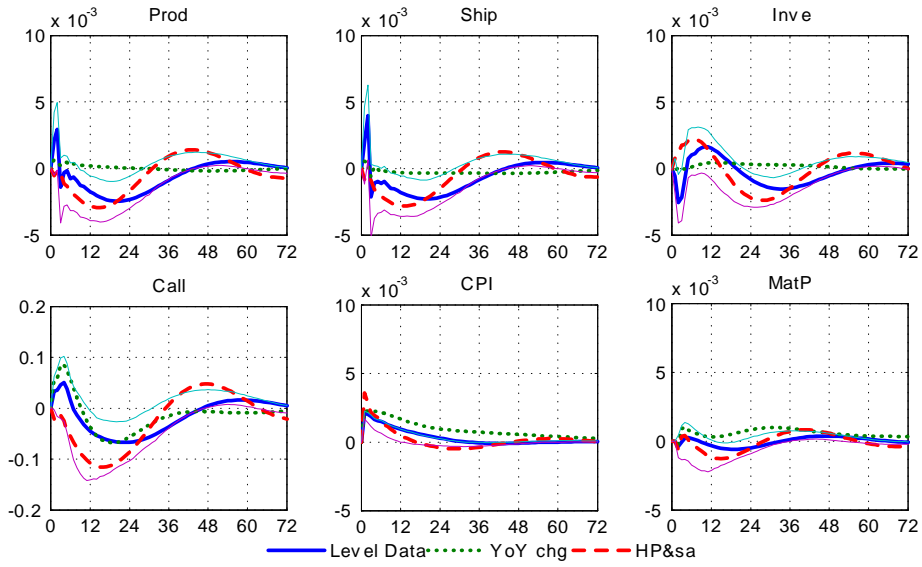 Prod Ship Inve
x 10⁻³ x 10⁻³ x 10⁻³
10 10 10
5 5 5
0 0 0
-5 -5 -5
0 12 24 36 48 60 72 0 12 24 36 48 60 72 0 12 24 36 48 60 72
Call CPI MatP
x 10⁻³ x 10⁻³
0.2 10 10
0.1 5 5
0 0 0
-0.1
-0.2 -5 -5
0 12 24 36 48 60 72 0 12 24 36 48 60 72 0 12 24 36 48 60 72
Level Data YoY chg HP&sa